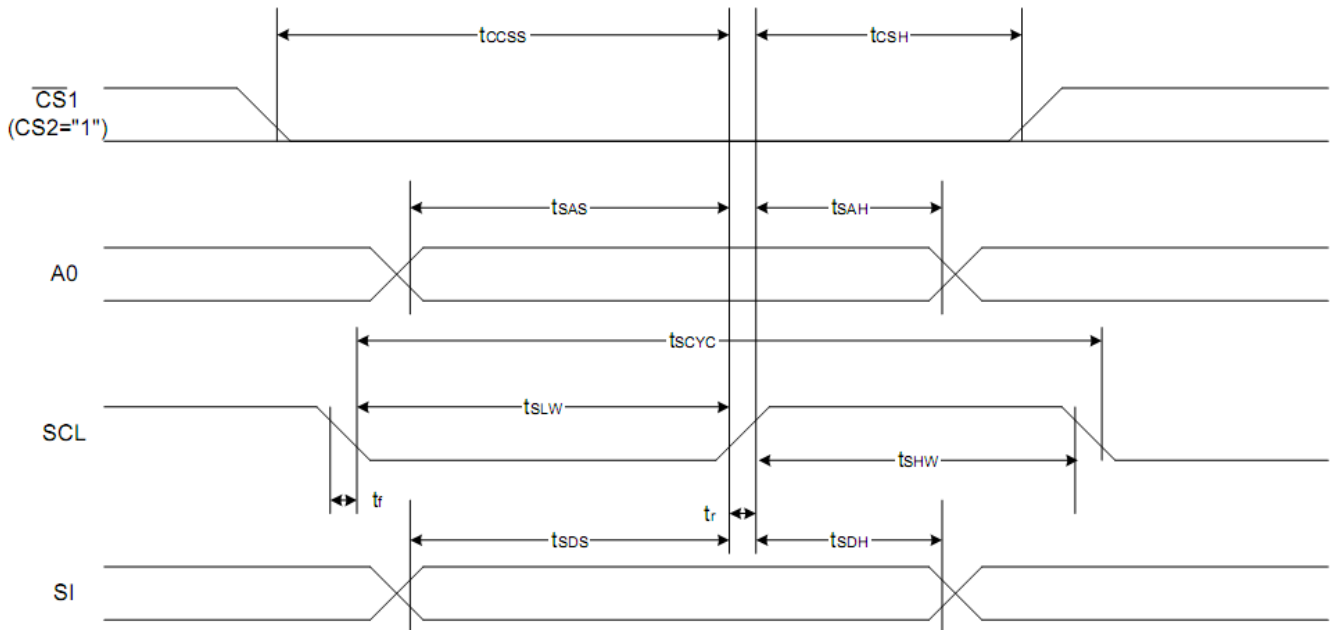 tCCSS
tCSH
CS1
(CS2="1")
tSAS
tSAH
A0
tSCYC
tSLW
SCL
tSHW
tf
tr
tSDS
tSDH
SI